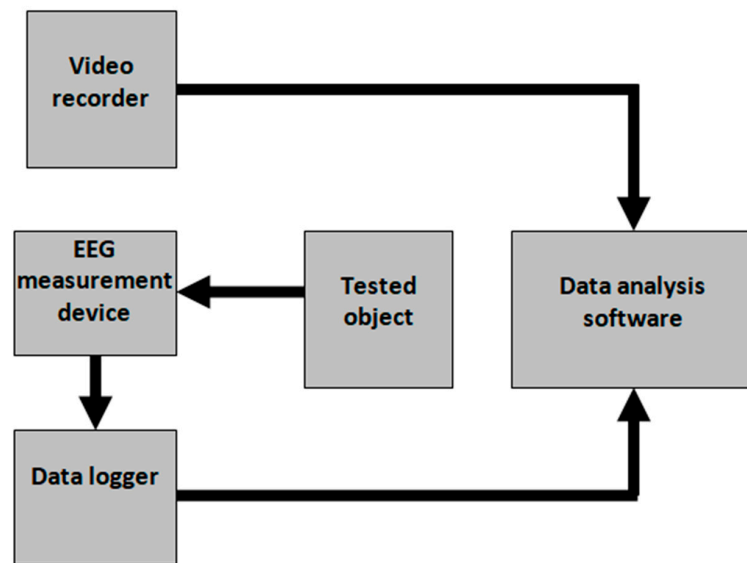 Video
recorder
EEG
measurement
device
Tested
object
Data analysis
software
Data logger